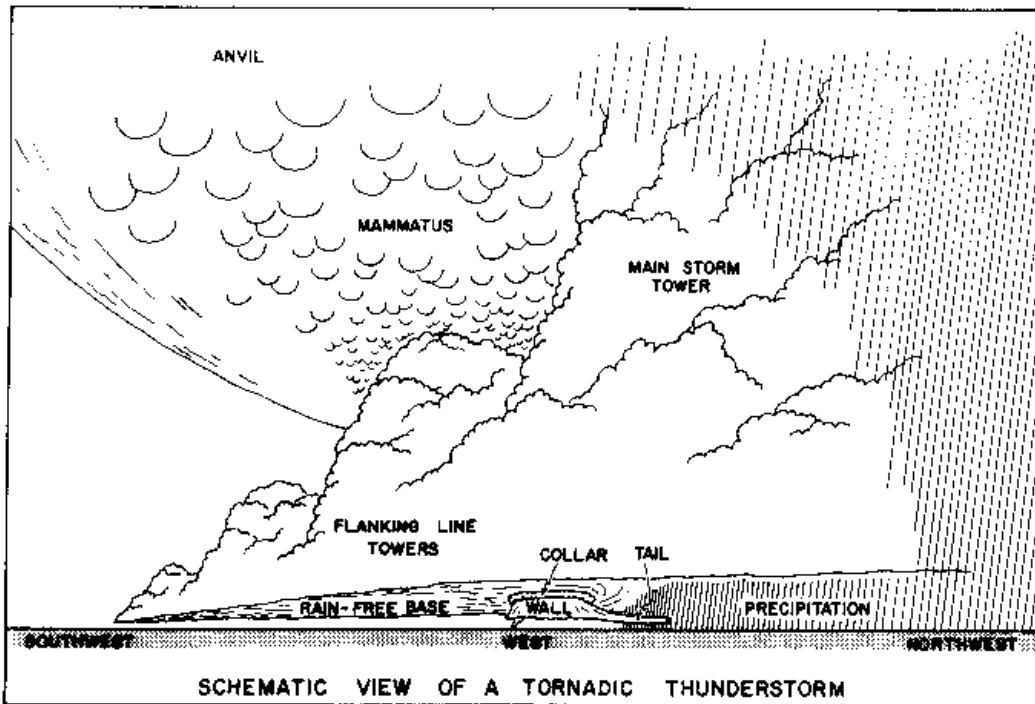 ANVIL
MAMMATUS
MAIN STORM
TOWER
FLANKING LINE
TOWERS
COLLAR
TAIL
RAIN-FREE BASE
WALL
PRECIPITATION
SOUTHWEST
WEST
NORTHWEST
SCHEMATIC VIEW OF A TORNADIC THUNDERSTORM